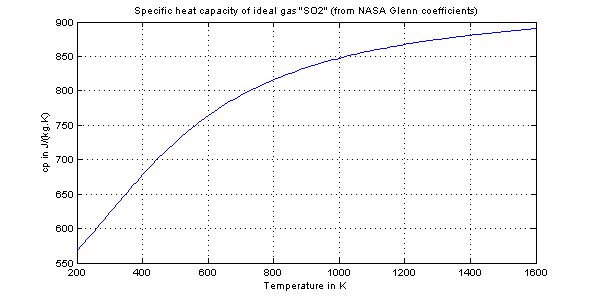 Specific heat capacity of ideal gas "SO2" (from NASA Glenn coefficients)
900
850
800
750
700
650
600
550
cp in J/(kg.K)
200 400 600 800 1000 1200 1400 1600
Temperature in K